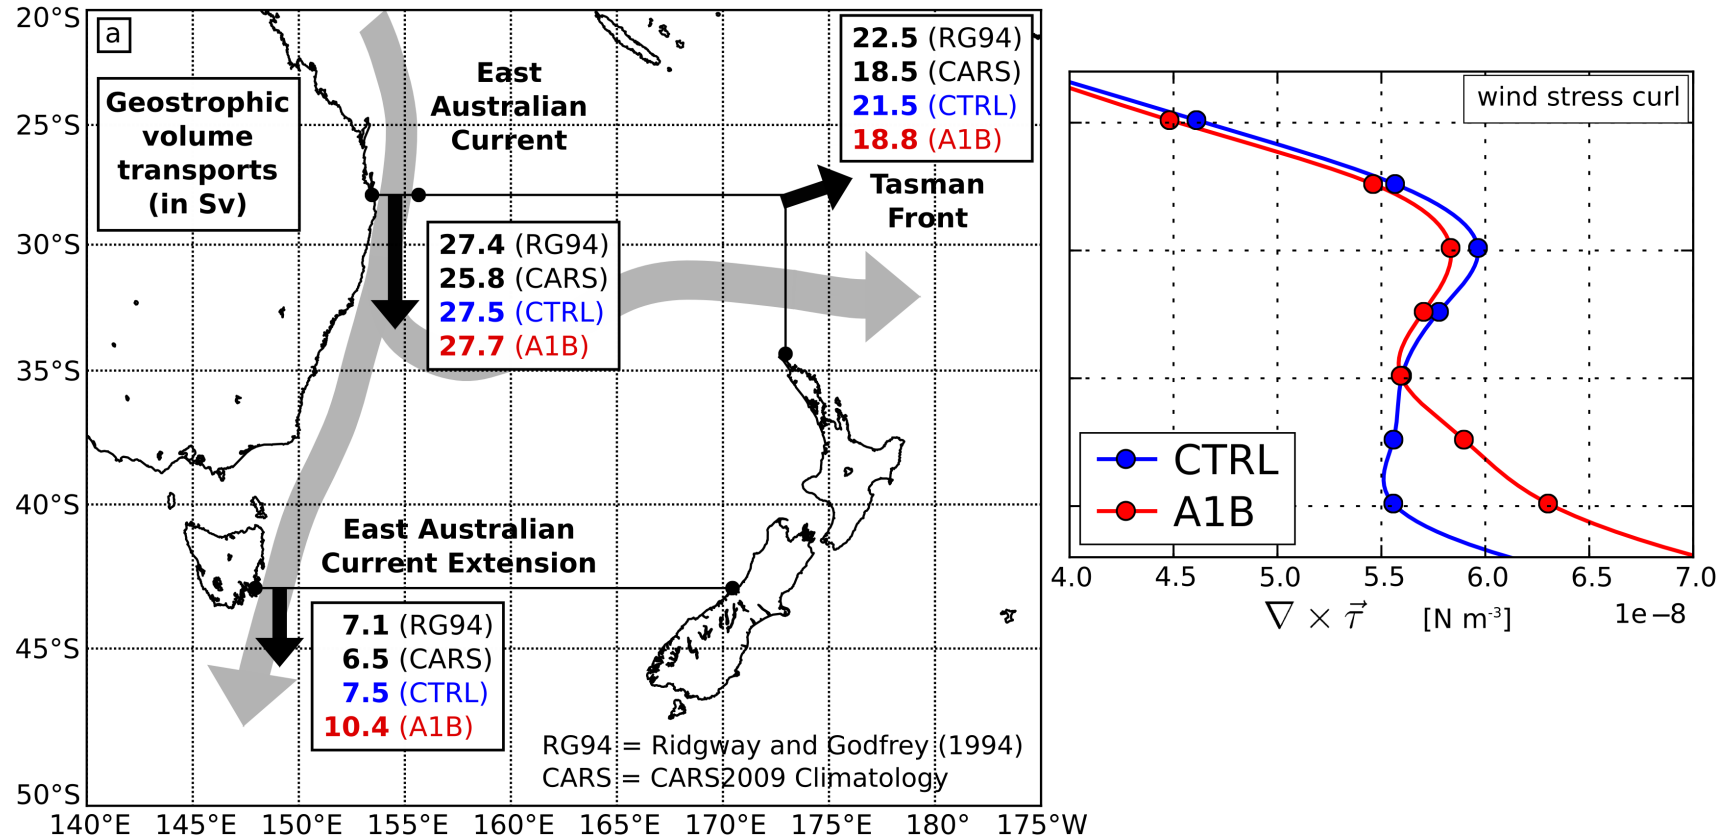 20°S
25°S
30°S
35°S
40°S
45°S
50°S
140°E 145°E 150°E 155°E 160°E 165°E 170°E 175°E 180° 175°W
a
Geostrophic
volume
transports
(in Sv)
East
Australian
Current
22.5 (RG94)
18.5 (CARS)
21.5 (CTRL)
18.8 (A1B)
Tasman
Front
27.4 (RG94)
25.8 (CARS)
27.5 (CTRL)
27.7 (A1B)
East Australian
Current Extension
7.1 (RG94)
6.5 (CARS)
7.5 (CTRL)
10.4 (A1B)
RG94 = Ridgway and Godfrey (1994)
CARS = CARS2009 Climatology
wind stress curl
CTRL
A1B
4.0 4.5 5.0 5.5 6.0 6.5 7.0
∇ × τ⃗ [N m⁻³] 1e−8